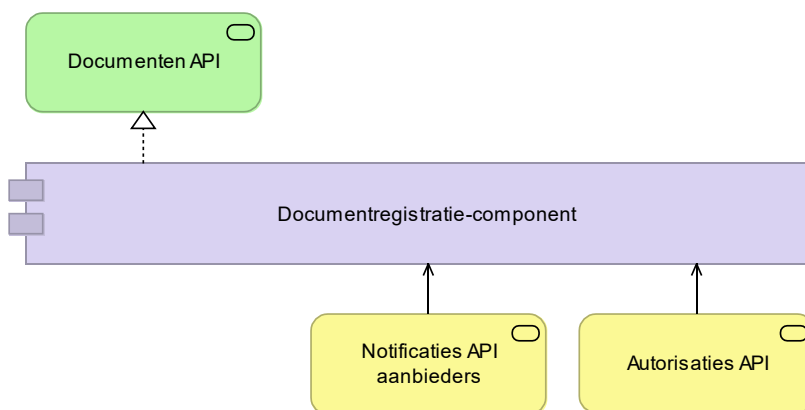 Documenten API
Documentregistratie-component
Notificaties API
aanbieders
Autorisaties API